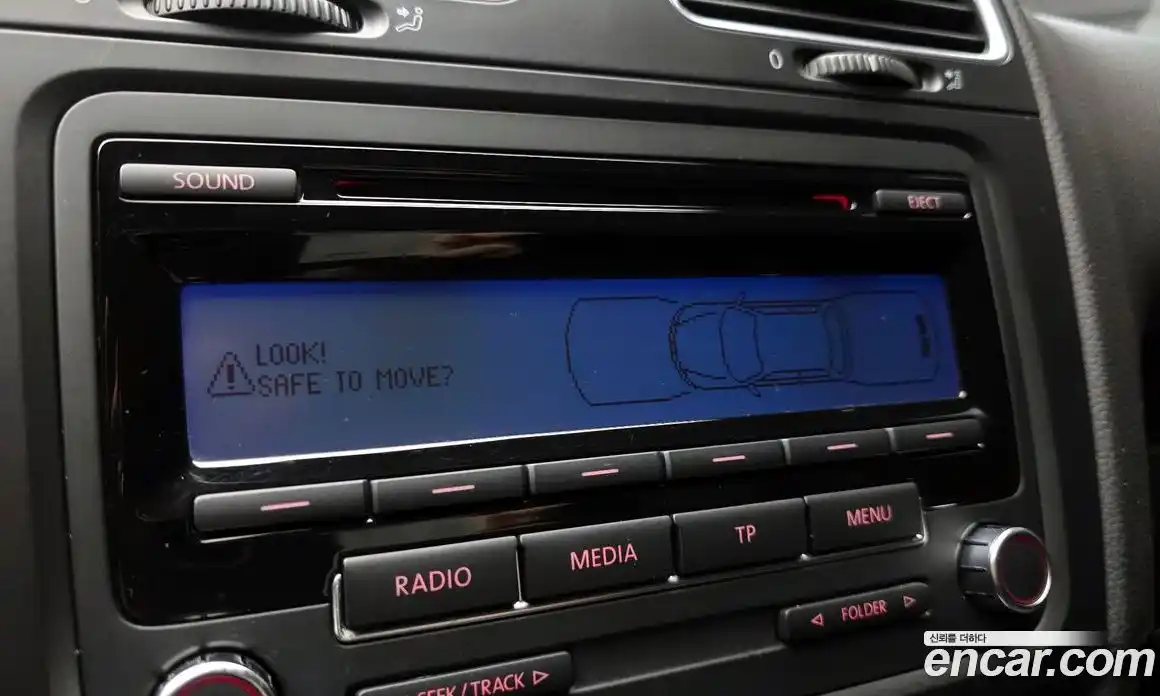 SOUND
EJECT
LOOK!
SAFE TO MOVE?
RADIO
MEDIA
TP
MENU
FOLDER
SEEK/TRACK
0
신뢰를 더하다
encar.com